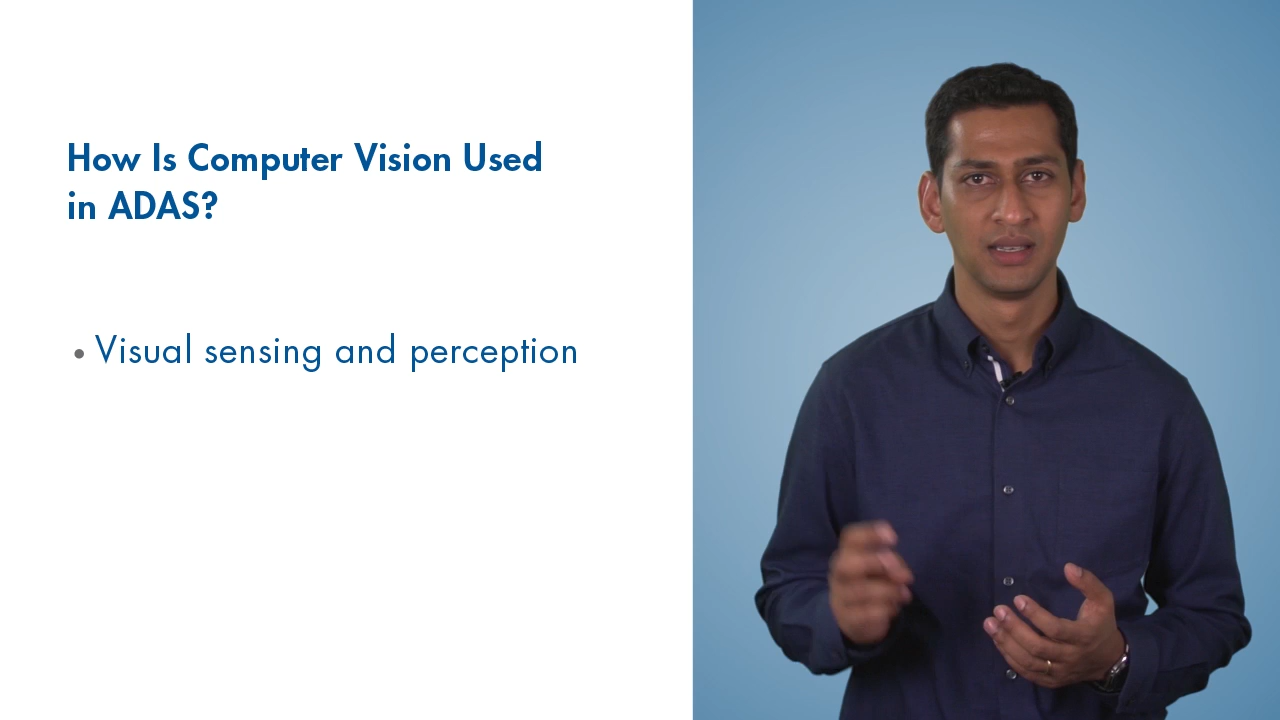 How Is Computer Vision Used
in ADAS?
• Visual sensing and perception